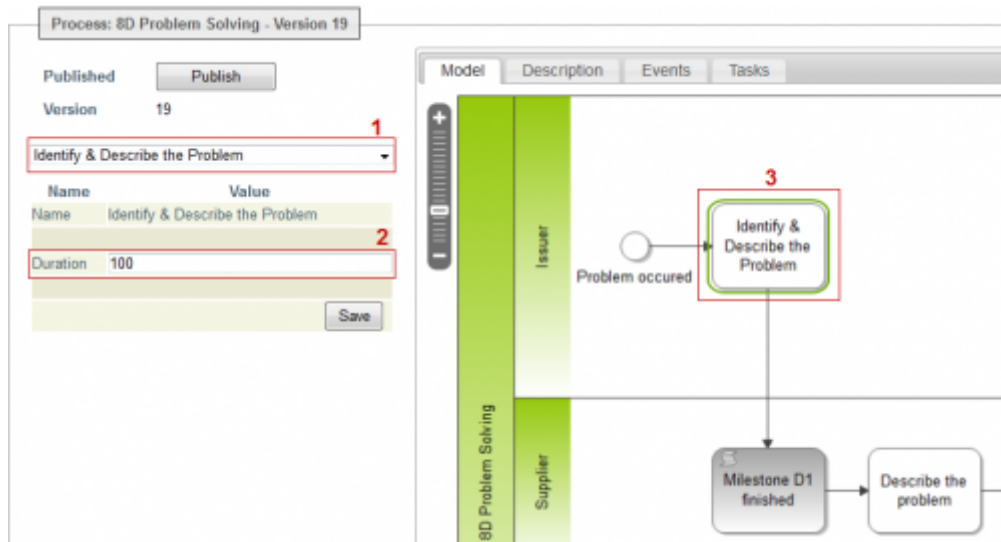 Process: 8D Problem Solving - Version 19
Published
Publish
Version
19
1
Identify & Describe the Problem
Name
Value
Name
Identify & Describe the Problem
2
Duration
100
Save
Model
Description
Events
Tasks
+
−
8D Problem Solving
Issuer
Supplier
Problem occured
3
Identify &
Describe the
Problem
Milestone D1
finished
Describe the
problem